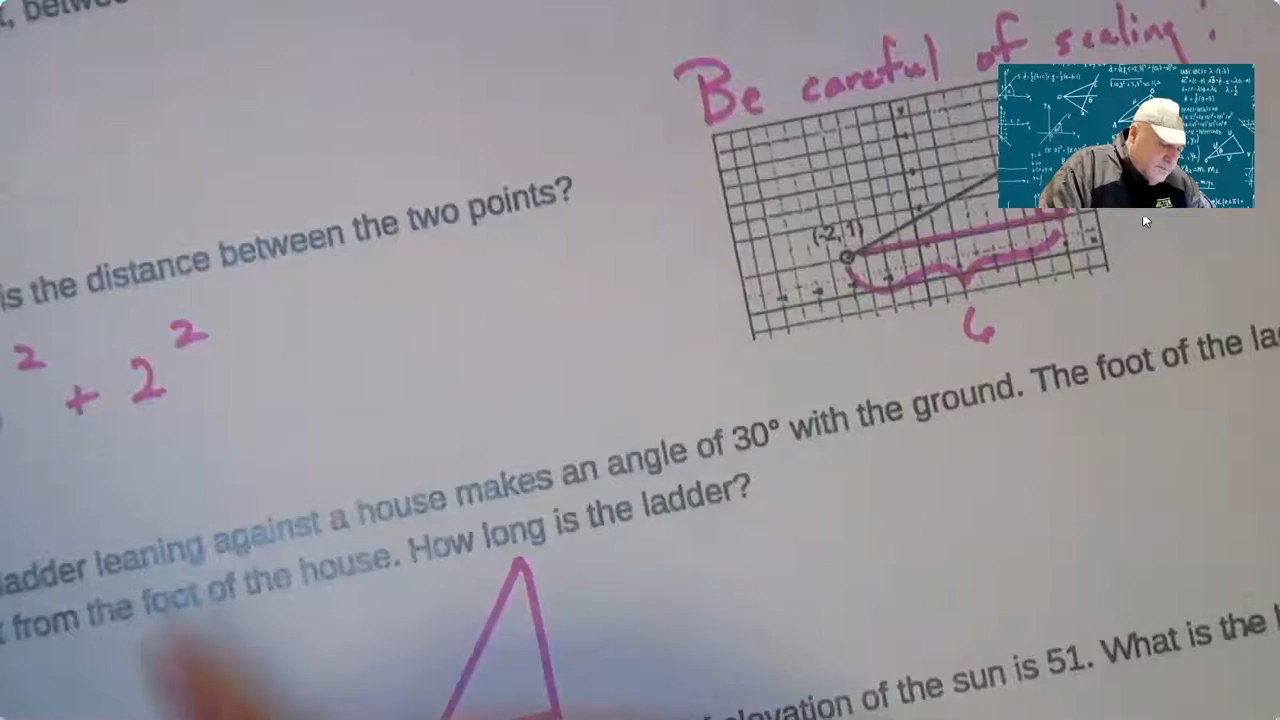 Be careful of scaling!
is the distance between the two points?
(-2,1)
6
2 + 2 2
ladder leaning against a house makes an angle of 30° with the ground. The foot of the la
from the foot of the house. How long is the ladder?
elevation of the sun is 51. What is the